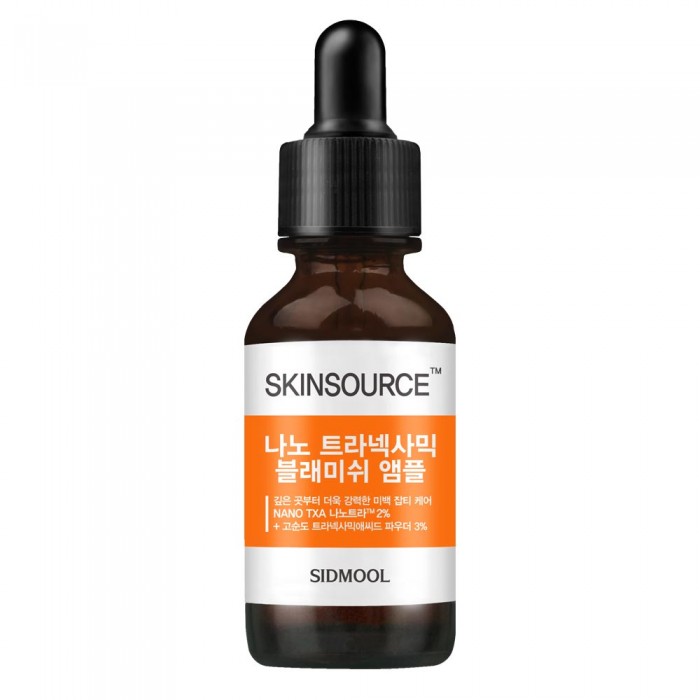 SKINSOURCE™
나노 트라넥사믹
블래미쉬 앰플
깊은 곳부터 더욱 강력한 미백 잡티 케어
NANO TXA 나노트라™ 2%
+ 고순도 트라넥사믹애씨드 파우더 3%
SIDMOOL